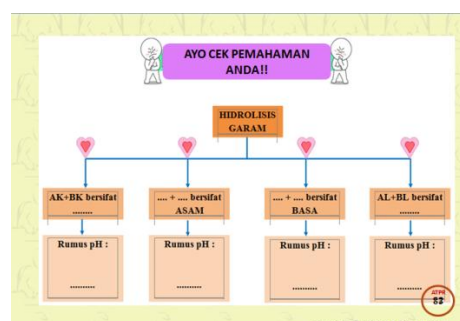 AYO CEK PEMAHAMAN
ANDA!!
HIDROLISIS
GARAM
AK+BK bersifat
........
.... + .... bersifat
ASAM
.... + .... bersifat
BASA
AL+BL bersifat
........
Rumus pH :
..........
Rumus pH :
..........
Rumus pH :
..........
Rumus pH :
..........
83